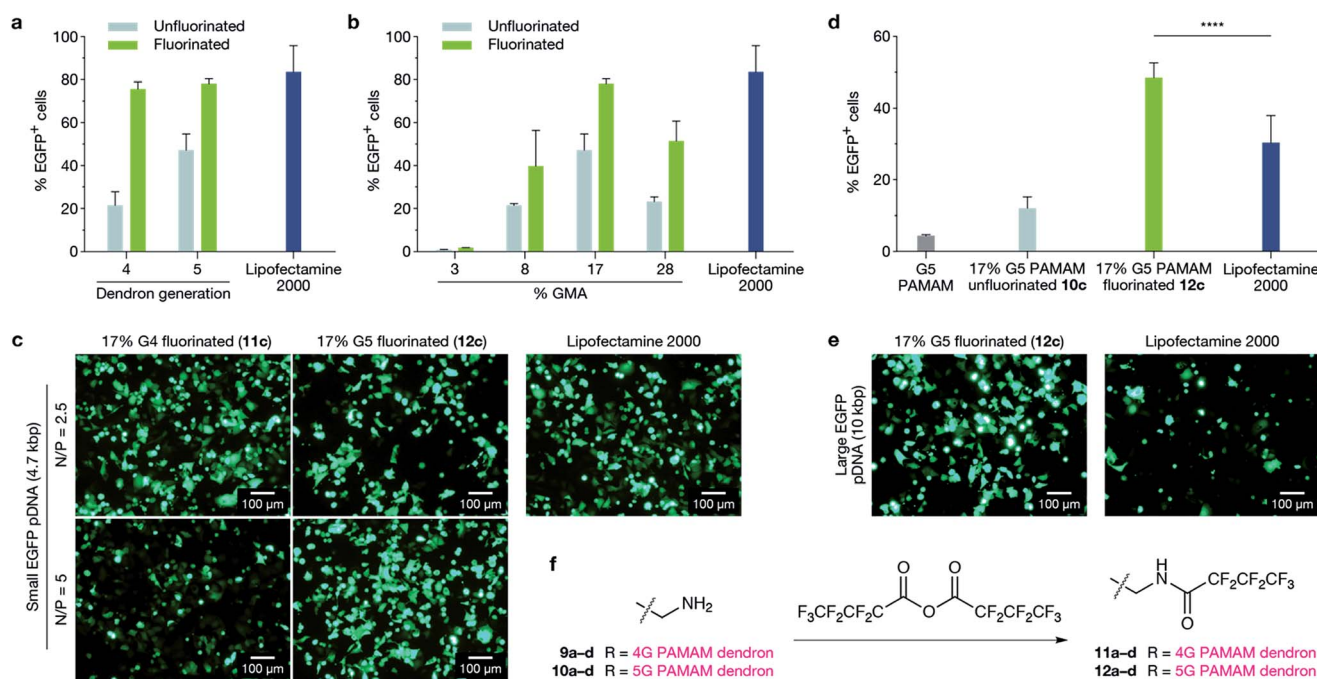 a
Unfluorinated
Fluorinated
% EGFP+ cells
100
80
60
40
20
0
4
5
Lipofectamine
2000
Dendron generation
b
Unfluorinated
Fluorinated
% EGFP+ cells
100
80
60
40
20
0
3
8
17
28
Lipofectamine
2000
% GMA
d
****
% EGFP+ cells
60
40
20
0
G5
PAMAM
17% G5 PAMAM
unfluorinated 10c
17% G5 PAMAM
fluorinated 12c
Lipofectamine
2000
c
17% G4 fluorinated (11c)
17% G5 fluorinated (12c)
Lipofectamine 2000
Small EGFP pDNA (4.7 kbp)
N/P = 2.5
N/P = 5
100 µm
100 µm
100 µm
100 µm
100 µm
e
17% G5 fluorinated (12c)
Lipofectamine 2000
Large EGFP
pDNA (10 kbp)
100 µm
100 µm
f
NH2
9a–d R = 4G PAMAM dendron
10a–d R = 5G PAMAM dendron
O O
F3CF2CF2C O CF2CF2CF3
H
N CF2CF2CF3
O
11a–d R = 4G PAMAM dendron
12a–d R = 5G PAMAM dendron